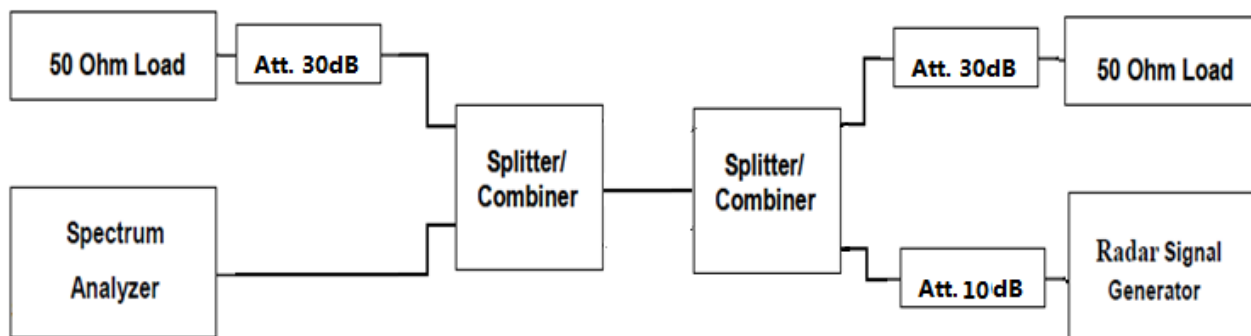 50 Ohm Load
Att. 30dB
Att. 30dB
50 Ohm Load
Splitter/
Combiner
Splitter/
Combiner
Spectrum
Analyzer
Att. 10dB
Radar Signal
Generator